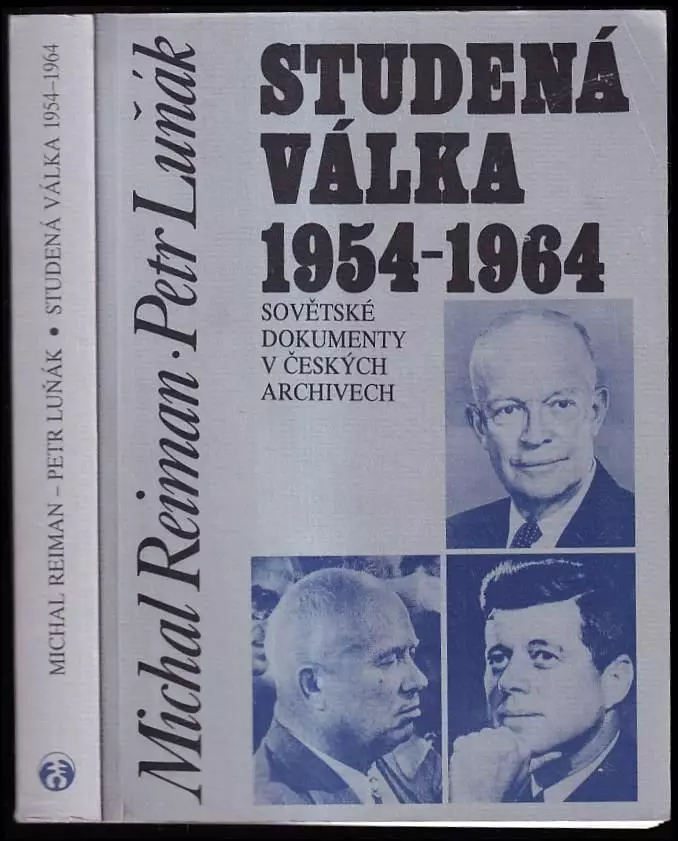 MICHAL REIMAN – PETR LUŇÁK • STUDENÁ VÁLKA 1954–1964
Michal Reiman · Petr Luňák
STUDENÁ
VÁLKA
1954-1964
SOVĚTSKÉ
DOKUMENTY
V ČESKÝCH
ARCHIVECH